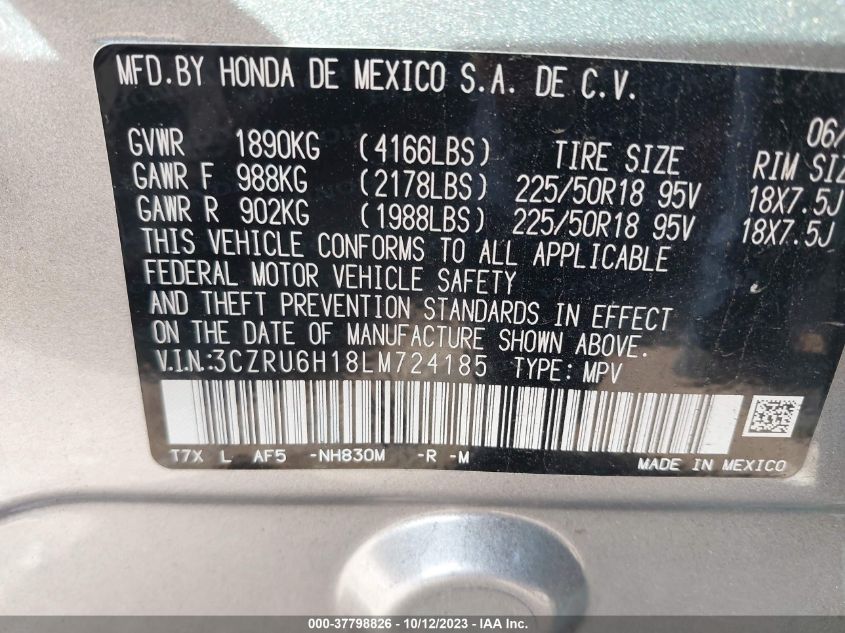 MFD.BY HONDA DE MEXICO S.A. DE C.V.
06/
GVWR 1890KG (4166LBS) TIRE SIZE RIM SIZ
GAWR F 988KG (2178LBS) 225/50R18 95V 18X7.5J
GAWR R 902KG (1988LBS) 225/50R18 95V 18X7.5J
THIS VEHICLE CONFORMS TO ALL APPLICABLE
FEDERAL MOTOR VEHICLE SAFETY
AND THEFT PREVENTION STANDARDS IN EFFECT
ON THE DATE OF MANUFACTURE SHOWN ABOVE.
V.I.N:3CZRU6H18LM724185 TYPE: MPV
T7X L AF5 -NH830M -R -M
MADE IN MEXICO
000-37798826 - 10/12/2023 - IAA Inc.